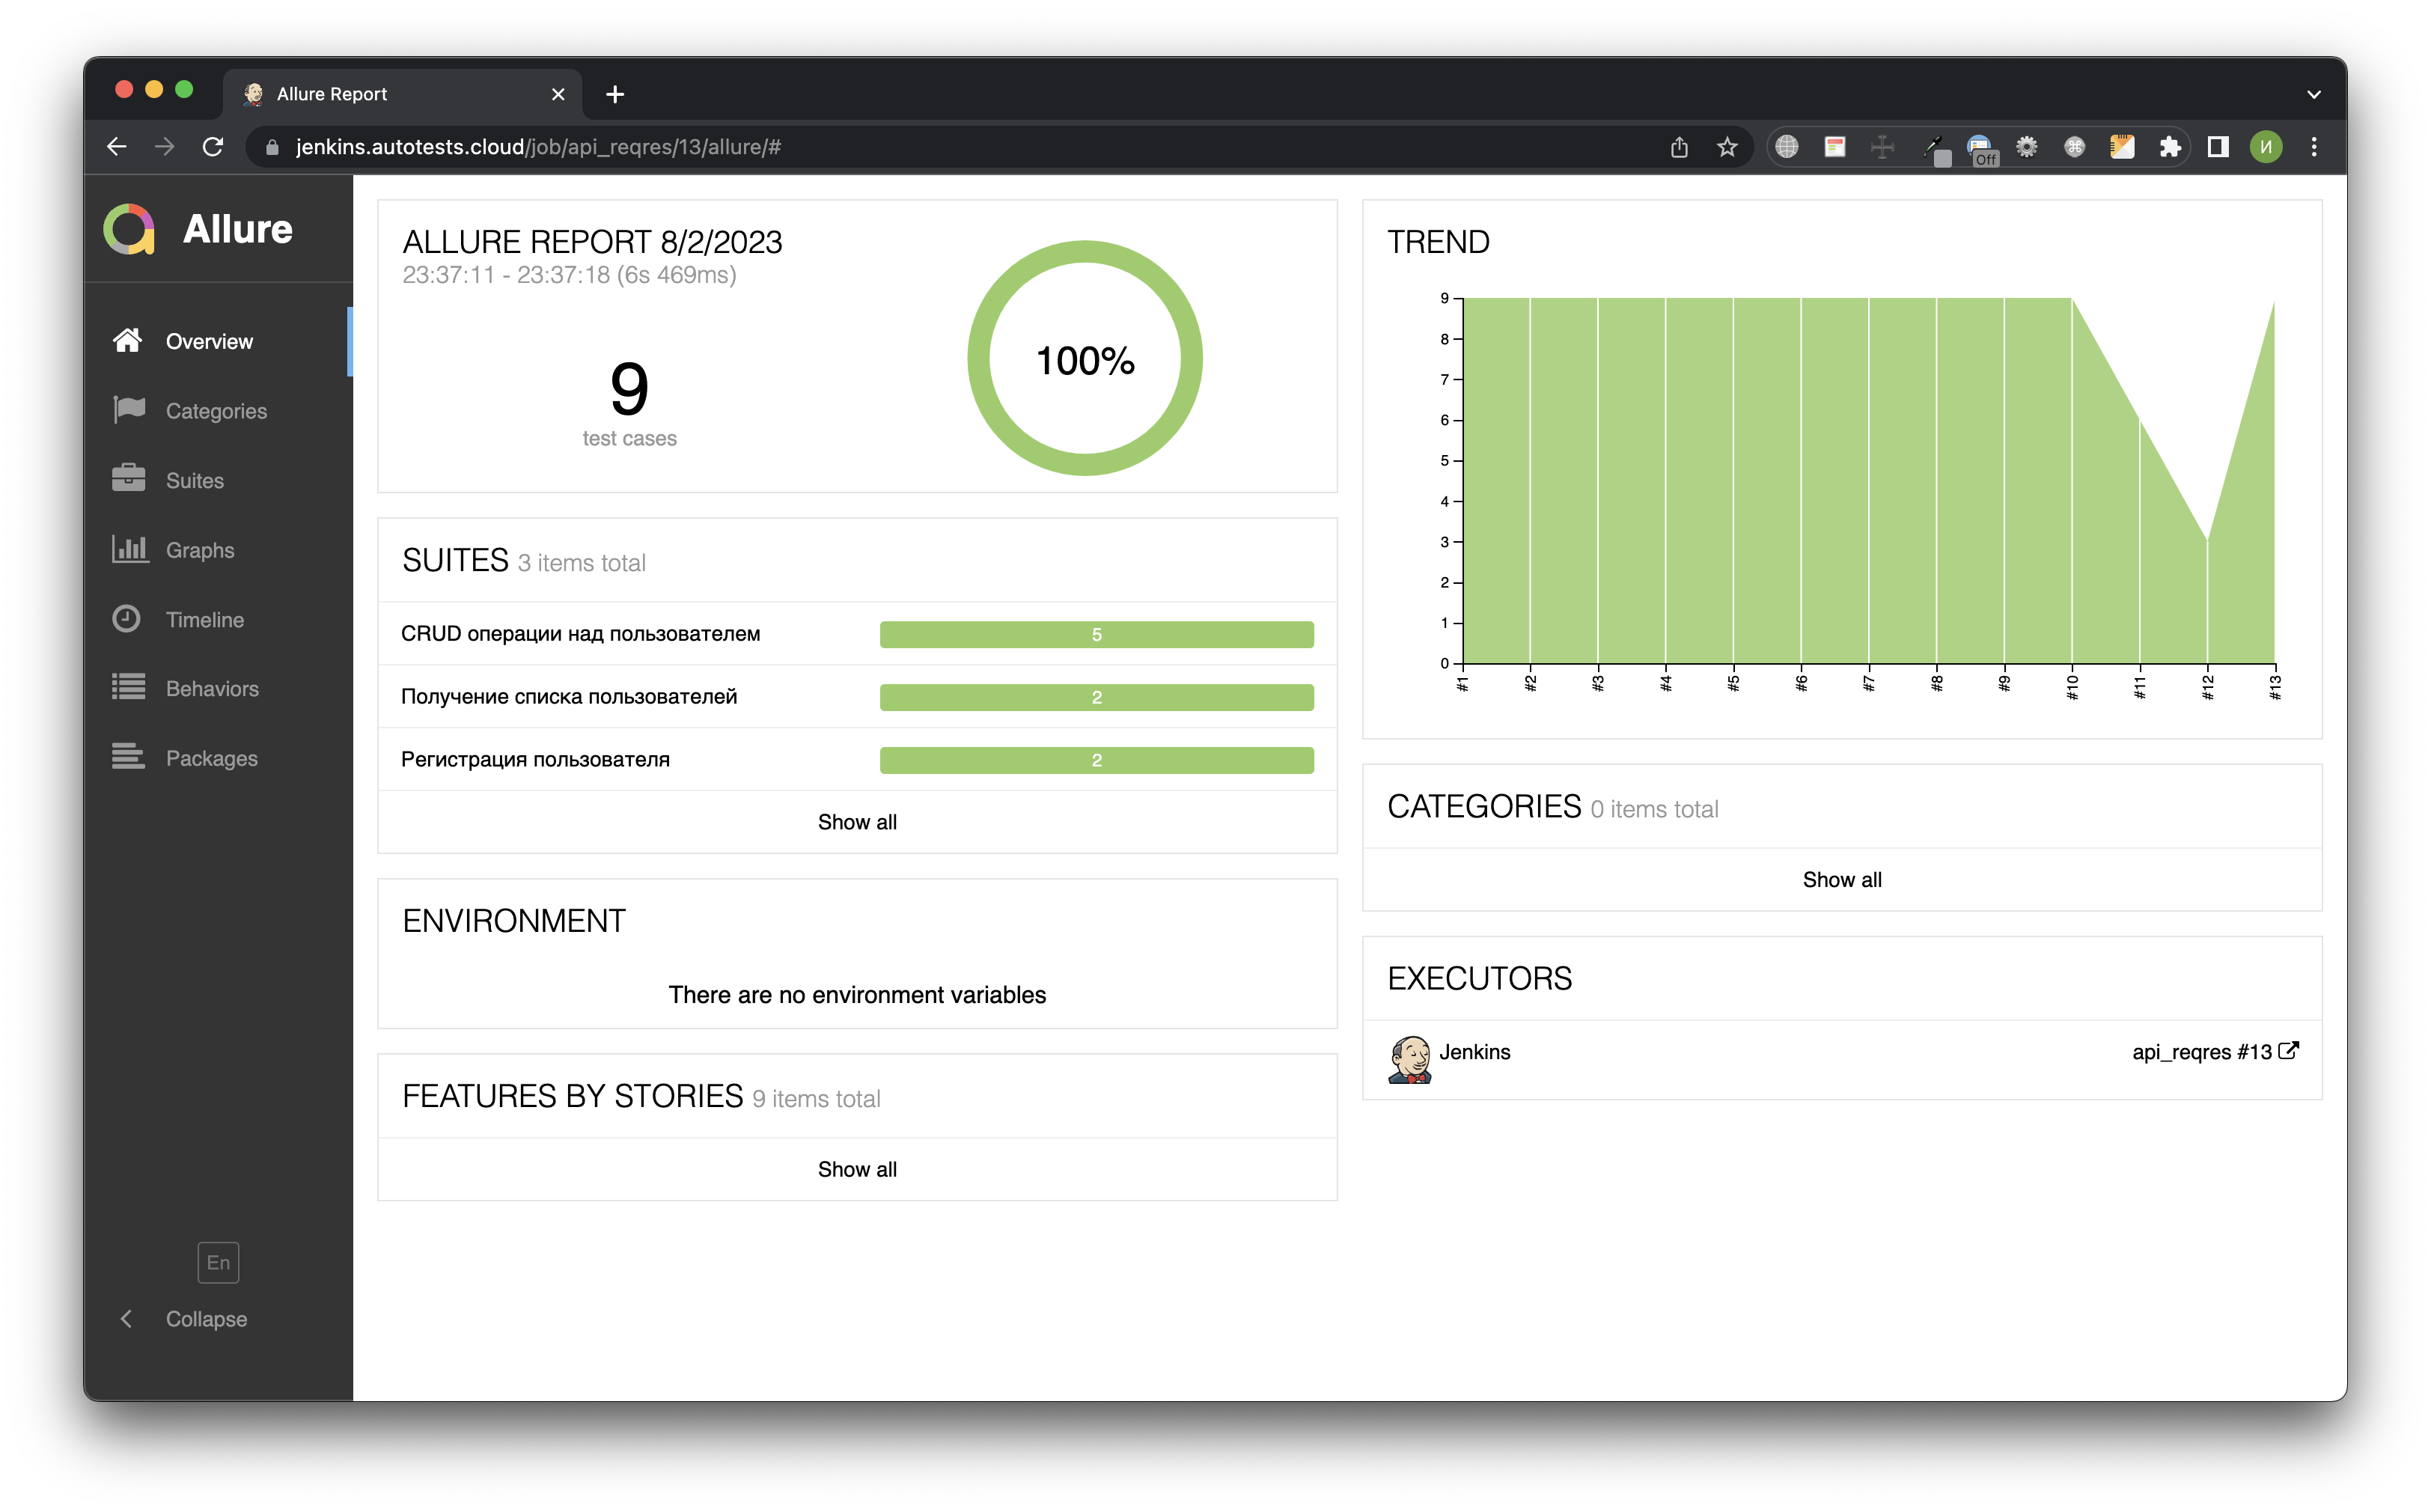 Allure Report
jenkins.autotests.cloud/job/api_reqres/13/allure/#
Off
И
Allure
Overview
Categories
Suites
Graphs
Timeline
Behaviors
Packages
En
Collapse
ALLURE REPORT 8/2/2023
23:37:11 - 23:37:18 (6s 469ms)
9
test cases
100%
SUITES 3 items total
CRUD операции над пользователем 5
Получение списка пользователей 2
Регистрация пользователя 2
Show all
ENVIRONMENT
There are no environment variables
FEATURES BY STORIES 9 items total
Show all
TREND
9
8
7
6
5
4
3
2
1
0
#1 #2 #3 #4 #5 #6 #7 #8 #9 #10 #11 #12 #13
CATEGORIES 0 items total
Show all
EXECUTORS
Jenkins api_reqres #13